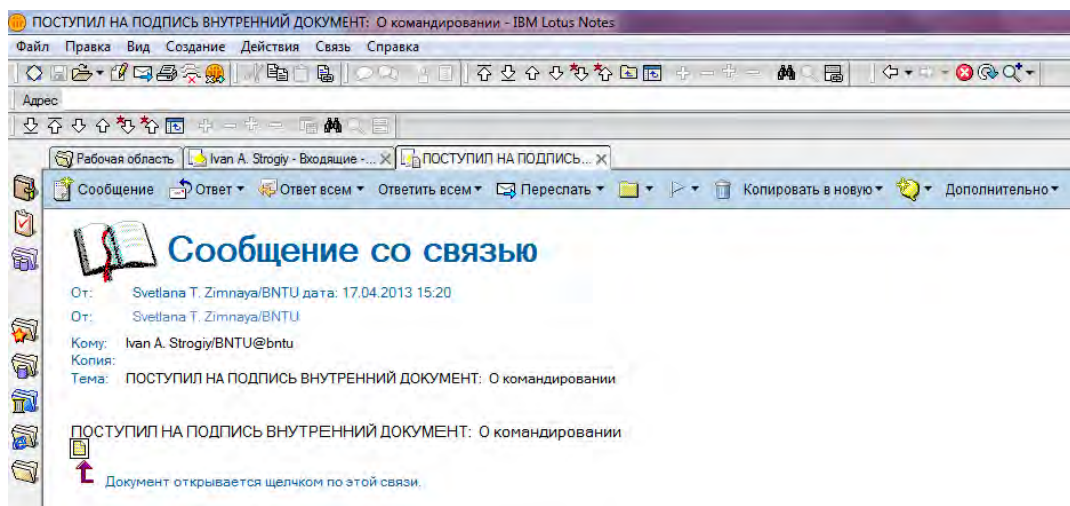 ПОСТУПИЛ НА ПОДПИСЬ ВНУТРЕННИЙ ДОКУМЕНТ: О командировании - IBM Lotus Notes
Файл Правка Вид Создание Действия Связь Справка
Адрес
Рабочая область Ivan A. Strogiy - Входящие -... ПОСТУПИЛ НА ПОДПИСЬ...
Сообщение Ответ Ответ всем Ответить всем Переслать Копировать в новую Дополнительно
Сообщение со связью
От: Svetlana T. Zimnaya/BNTU дата: 17.04.2013 15:20
От: Svetlana T. Zimnaya/BNTU
Кому: Ivan A. Strogiy/BNTU@bntu
Копия:
Тема: ПОСТУПИЛ НА ПОДПИСЬ ВНУТРЕННИЙ ДОКУМЕНТ: О командировании
ПОСТУПИЛ НА ПОДПИСЬ ВНУТРЕННИЙ ДОКУМЕНТ: О командировании
Документ открывается щелчком по этой связи.